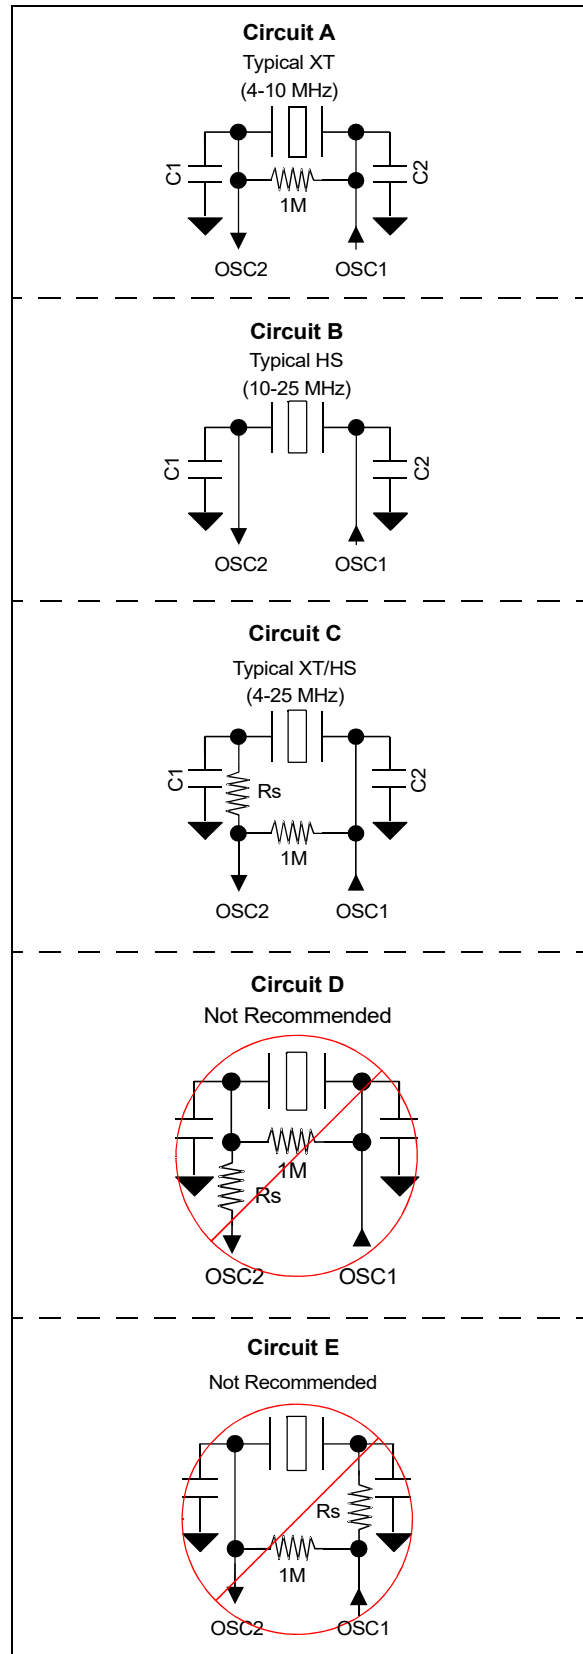 Circuit A
Typical XT
(4-10 MHz)
C1
C2
1M
OSC2
OSC1
Circuit B
Typical HS
(10-25 MHz)
C1
C2
OSC2
OSC1
Circuit C
Typical XT/HS
(4-25 MHz)
C1
Rs
C2
1M
OSC2
OSC1
Circuit D
Not Recommended
1M
Rs
OSC2
OSC1
Circuit E
Not Recommended
Rs
1M
OSC2
OSC1